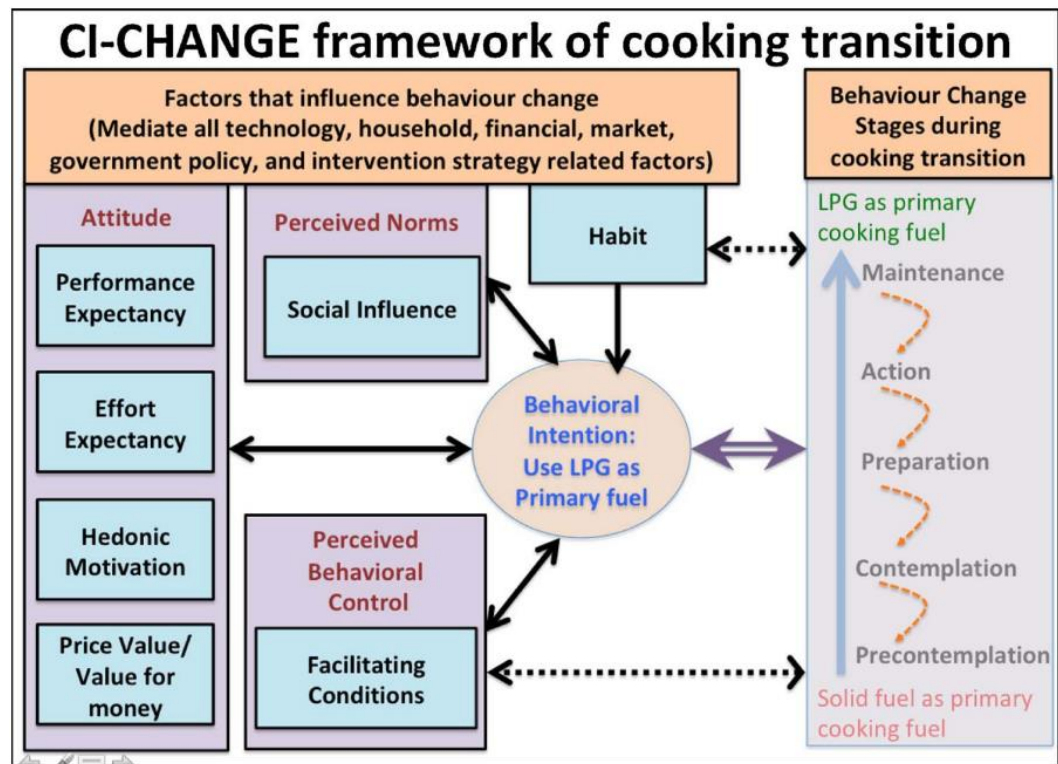 CI-CHANGE framework of cooking transition
Factors that influence behaviour change
(Mediate all technology, household, financial, market,
government policy, and intervention strategy related factors)
Attitude
Performance
Expectancy
Effort
Expectancy
Hedonic
Motivation
Price Value/
Value for
money
Perceived Norms
Social Influence
Habit
Behavioral
Intention:
Use LPG as
Primary fuel
Perceived
Behavioral
Control
Facilitating
Conditions
Behaviour Change
Stages during
cooking transition
LPG as primary
cooking fuel
Maintenance
Action
Preparation
Contemplation
Precontemplation
Solid fuel as primary
cooking fuel